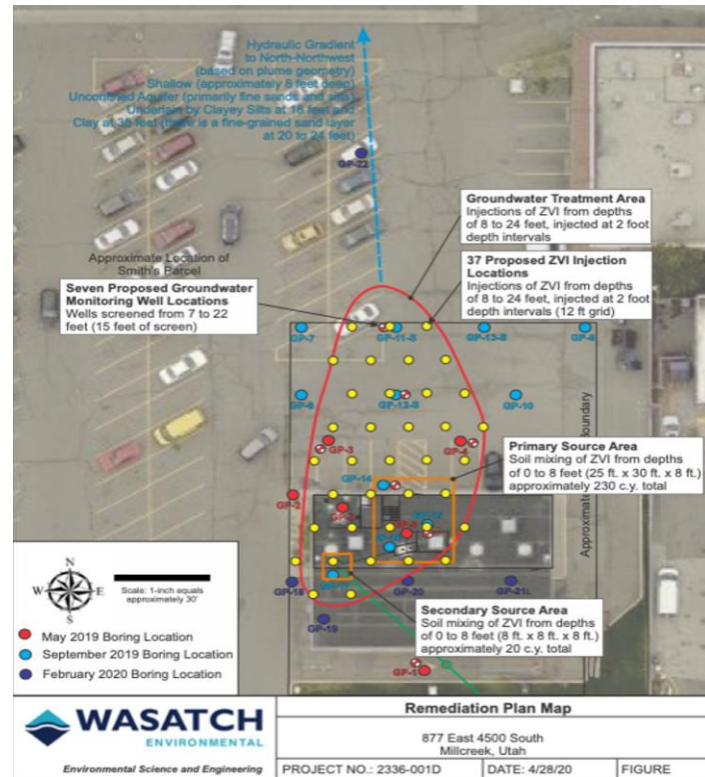 Hydraulic Gradient
to North-Northwest
(based on plume geometry)
Shallow (approximately 8 feet deep)
Unconfined Aquifer (primarily fine sands and silts)
Underlain by Clayey Silts at 16 feet and
Clay at 38 feet (there is a fine-grained sand layer
at 20 to 24 feet)
GP-22
Groundwater Treatment Area
Injections of ZVI from depths
of 8 to 24 feet, injected at 2 foot
depth intervals
Approximate Location of
Smith's Parcel
37 Proposed ZVI Injection
Locations
Injections of ZVI from depths
of 8 to 24 feet, injected at 2 foot
depth intervals (12 ft grid)
Seven Proposed Groundwater
Monitoring Well Locations
Wells screened from 7 to 22
feet (15 feet of screen)
GP-7
GP-11-S
GP-13-S
GP-12-S
GP-10
Approximate
Boundary
GP-3
GP-4
Primary Source Area
Soil mixing of ZVI from depths
of 0 to 8 feet (25 ft. x 30 ft. x 8 ft.)
approximately 230 c.y. total
GP-14
GP-2
GP-18
GP-20
GP-21
GP-19
Secondary Source Area
Soil mixing of ZVI from depths
of 0 to 8 feet (8 ft. x 8 ft. x 8 ft.)
approximately 20 c.y. total
GP-1
N
W
E
S
Scale: 1-inch equals
approximately 30'
May 2019 Boring Location
September 2019 Boring Location
February 2020 Boring Location
WASATCH
ENVIRONMENTAL
Environmental Science and Engineering
Remediation Plan Map
877 East 4500 South
Millcreek, Utah
PROJECT NO.: 2336-001D
DATE: 4/28/20
FIGURE